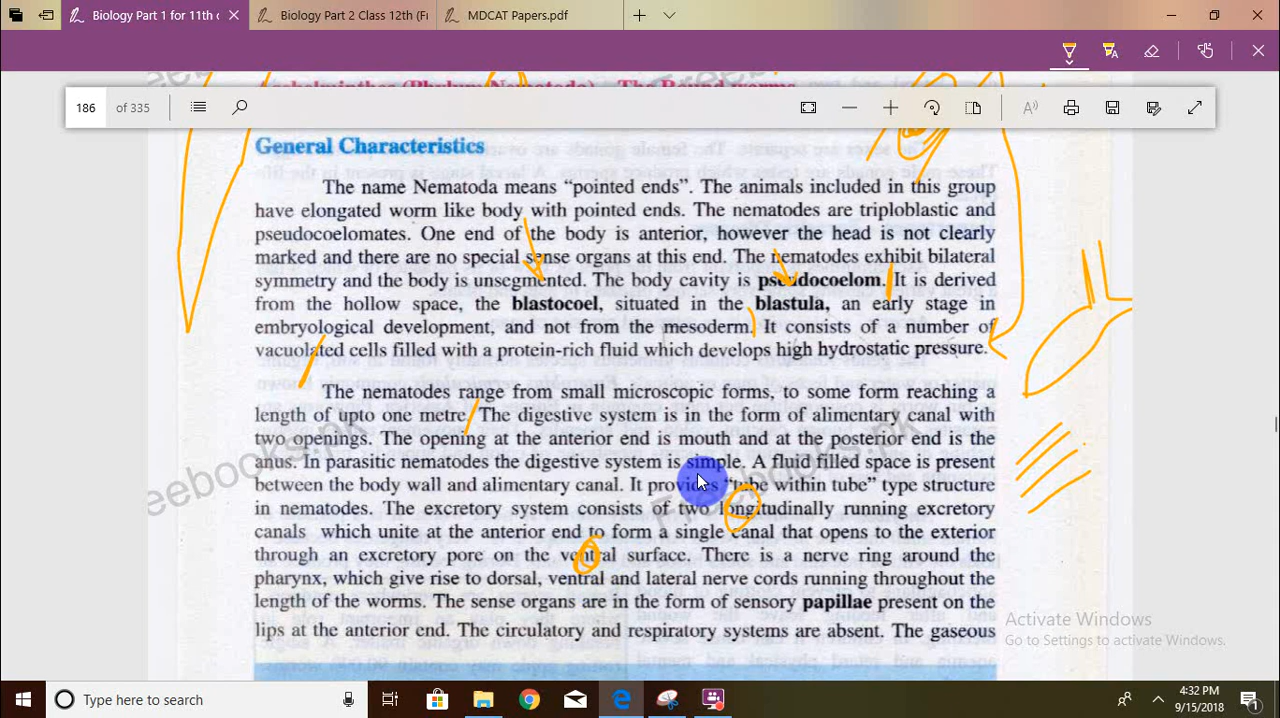 Biology Part 1 for 11th c
Biology Part 2 Class 12th (Fr
MDCAT Papers.pdf
186 of 335
General Characteristics
The name Nematoda means “pointed ends”. The animals included in this group
have elongated worm like body with pointed ends. The nematodes are triploblastic and
pseudocoelomates. One end of the body is anterior, however the head is not clearly
marked and there are no special sense organs at this end. The nematodes exhibit bilateral
symmetry and the body is unsegmented. The body cavity is pseudocoelom. It is derived
from the hollow space, the blastocoel, situated in the blastula, an early stage in
embryological development, and not from the mesoderm. It consists of a number of
vacuolated cells filled with a protein-rich fluid which develops high hydrostatic pressure.
The nematodes range from small microscopic forms, to some form reaching a
length of upto one metre. The digestive system is in the form of alimentary canal with
two openings. The opening at the anterior end is mouth and at the posterior end is the
anus. In parasitic nematodes the digestive system is simple. A fluid filled space is present
between the body wall and alimentary canal. It provides “tube within tube” type structure
in nematodes. The excretory system consists of two longitudinally running excretory
canals which unite at the anterior end to form a single canal that opens to the exterior
through an excretory pore on the ventral surface. There is a nerve ring around the
pharynx, which give rise to dorsal, ventral and lateral nerve cords running throughout the
length of the worms. The sense organs are in the form of sensory papillae present on the
lips at the anterior end. The circulatory and respiratory systems are absent. The gaseous
Activate Windows
Go to Settings to activate Windows.
Type here to search
4:32 PM
9/15/2018